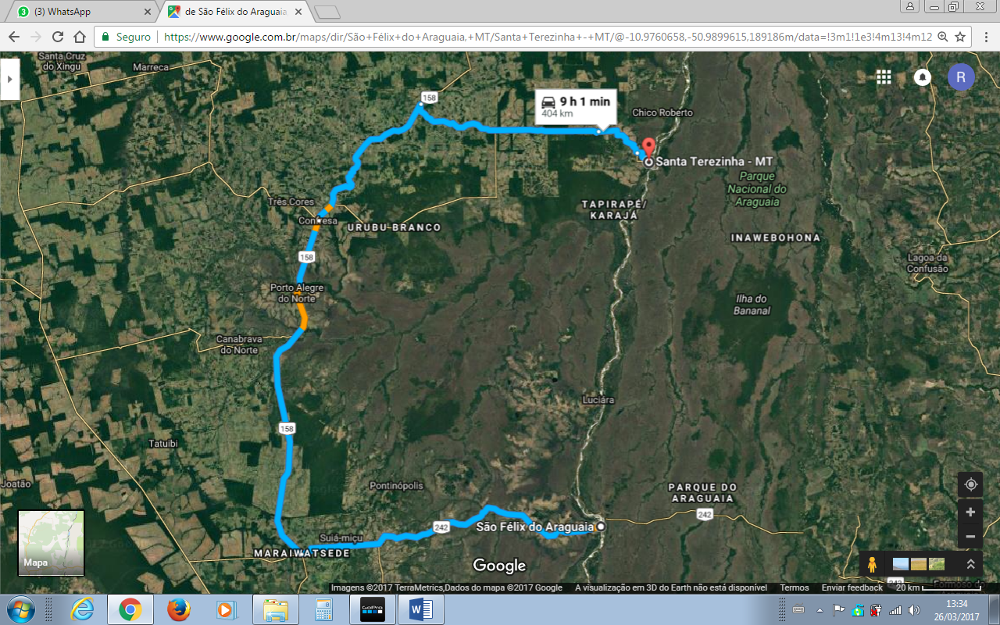 (3) WhatsApp
de São Félix do Araguaia,
Seguro
https://www.google.com.br/maps/dir/São+Félix+do+Araguaia,+MT/Santa+Terezinha+-+MT/@-10.9760658,-50.9899615,189186m/data=!3m1!1e3!4m13!4m12
Santa Cruz
do Xingu
Marreca
158
9 h 1 min
404 km
Chico Roberto
R
Santa Terezinha - MT
Parque
Nacional do
Araguaia
Três Cores
Confresa
URUBU BRANCO
TAPIRAPÉ/
KARAJÁ
INAWEBOHONA
158
Lagoa da
Confusão
Porto Alegre
do Norte
Ilha do
Bananal
Canabrava
do Norte
Luciára
158
Tatuibi
Joatão
Pontinópolis
PARQUE DO
ARAGUAIA
242
242
São Félix do Araguaia
Suiá-miçu
MARAIWATSEDE
Mapa
Google
242
Formoso do
Imagens ©2017 TerraMetrics,Dados do mapa ©2017 Google
A visualização em 3D do Earth não está disponível
Termos
Enviar feedback
20 km
GoPro
W
13:34
26/03/2017